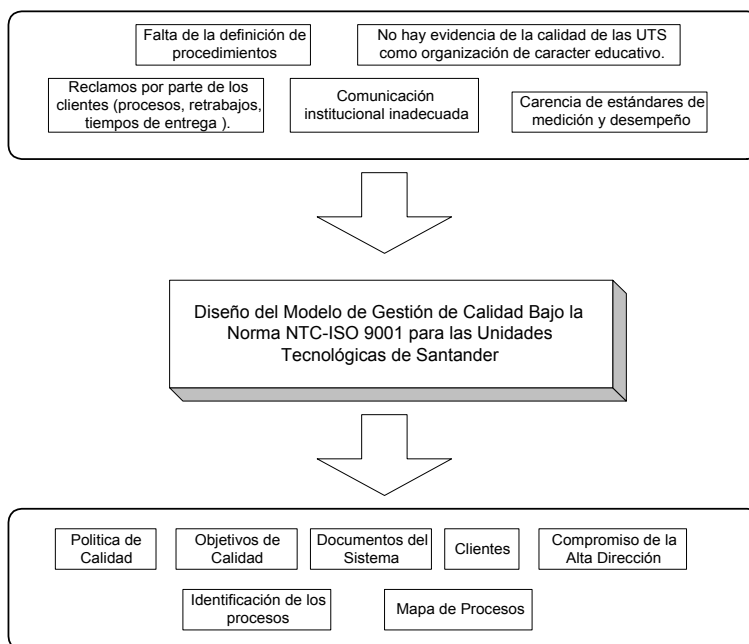 Falta de la definición de
procedimientos
No hay evidencia de la calidad de las UTS
como organización de caracter educativo.
Reclamos por parte de los
clientes (procesos, retrabajos,
tiempos de entrega ).
Comunicación
institucional inadecuada
Carencia de estándares de
medición y desempeño
Diseño del Modelo de Gestión de Calidad Bajo la
Norma NTC-ISO 9001 para las Unidades
Tecnológicas de Santander
Politica de
Calidad
Objetivos de
Calidad
Documentos del
Sistema
Clientes
Compromiso de la
Alta Dirección
Identificación de los
procesos
Mapa de Procesos